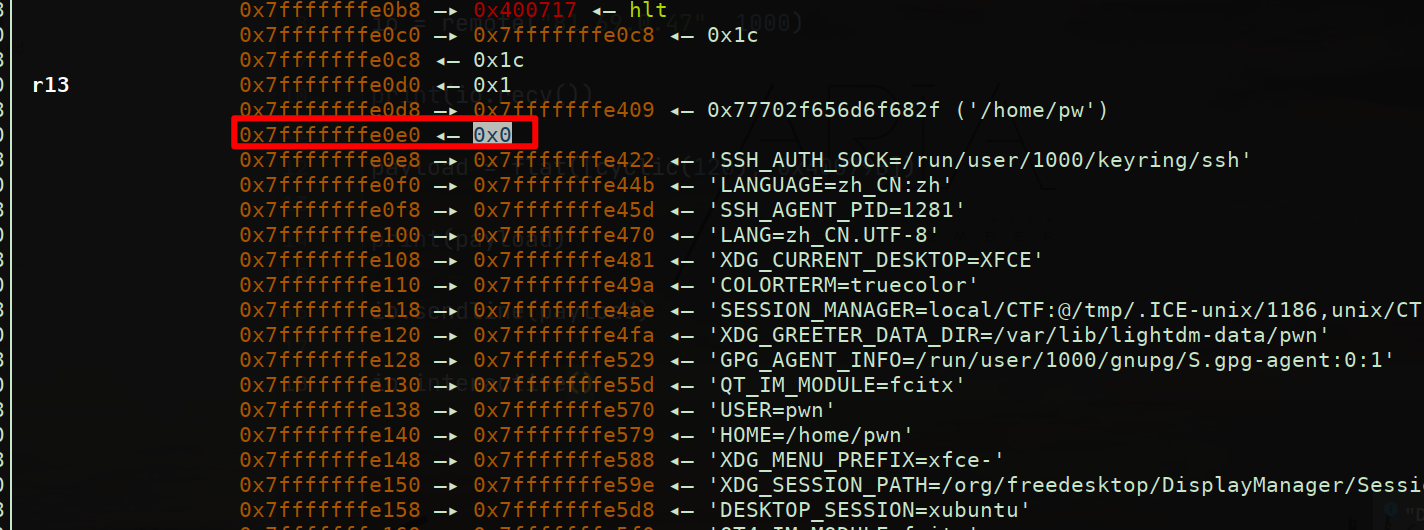 0x7fffffffe0b8 —▸ 0x400717 ◂— hlt
0x7fffffffe0c0 —▸ 0x7fffffffe0c8 ◂— 0x1c
0x7fffffffe0c8 ◂— 0x1c
r13 0x7fffffffe0d0 ◂— 0x1
0x7fffffffe0d8 —▸ 0x7fffffffe409 ◂— 0x77702f656d6f682f ('/home/pw')
0x7fffffffe0e0 ◂— 0x0
0x7fffffffe0e8 —▸ 0x7fffffffe422 ◂— 'SSH_AUTH_SOCK=/run/user/1000/keyring/ssh'
0x7fffffffe0f0 —▸ 0x7fffffffe44b ◂— 'LANGUAGE=zh_CN:zh'
0x7fffffffe0f8 —▸ 0x7fffffffe45d ◂— 'SSH_AGENT_PID=1281'
0x7fffffffe100 —▸ 0x7fffffffe470 ◂— 'LANG=zh_CN.UTF-8'
0x7fffffffe108 —▸ 0x7fffffffe481 ◂— 'XDG_CURRENT_DESKTOP=XFCE'
0x7fffffffe110 —▸ 0x7fffffffe49a ◂— 'COLORTERM=truecolor'
0x7fffffffe118 —▸ 0x7fffffffe4ae ◂— 'SESSION_MANAGER=local/CTF:@/tmp/.ICE-unix/1186,unix/CT
0x7fffffffe120 —▸ 0x7fffffffe4fa ◂— 'XDG_GREETER_DATA_DIR=/var/lib/lightdm-data/pwn'
0x7fffffffe128 —▸ 0x7fffffffe529 ◂— 'GPG_AGENT_INFO=/run/user/1000/gnupg/S.gpg-agent:0:1'
0x7fffffffe130 —▸ 0x7fffffffe55d ◂— 'QT_IM_MODULE=fcitx'
0x7fffffffe138 —▸ 0x7fffffffe570 ◂— 'USER=pwn'
0x7fffffffe140 —▸ 0x7fffffffe579 ◂— 'HOME=/home/pwn'
0x7fffffffe148 —▸ 0x7fffffffe588 ◂— 'XDG_MENU_PREFIX=xfce-'
0x7fffffffe150 —▸ 0x7fffffffe59e ◂— 'XDG_SESSION_PATH=/org/freedesktop/DisplayManager/Sessi
0x7fffffffe158 —▸ 0x7fffffffe5d8 ◂— 'DESKTOP_SESSION=xubuntu'